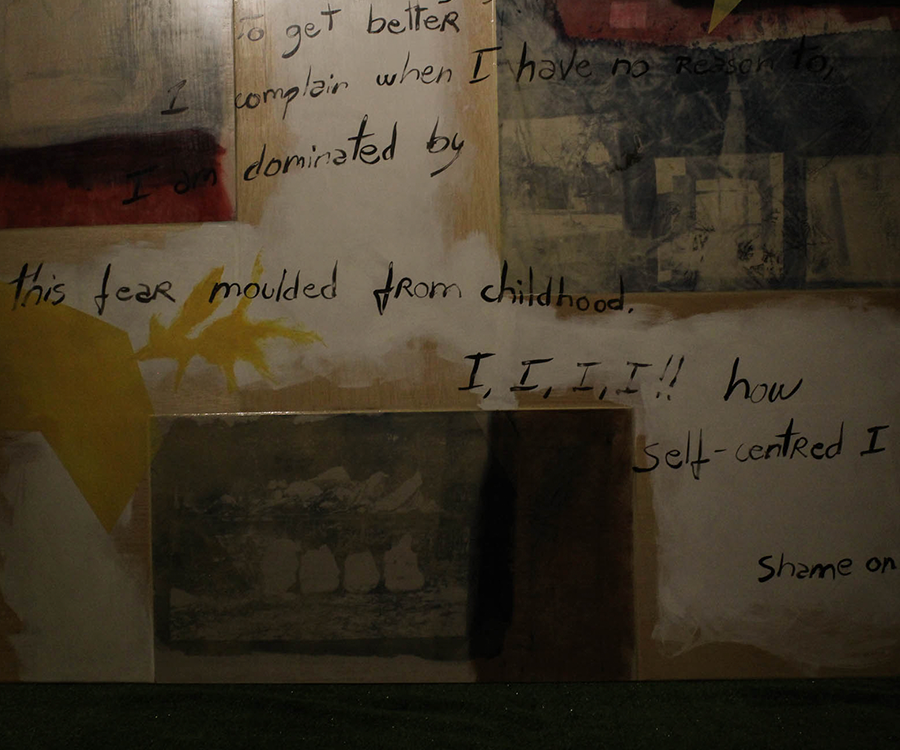 To get better
I complain when I have no reason to,
I am dominated by
this fear moulded from childhood.
I, I, I, I!! how
self-centred I
Shame on